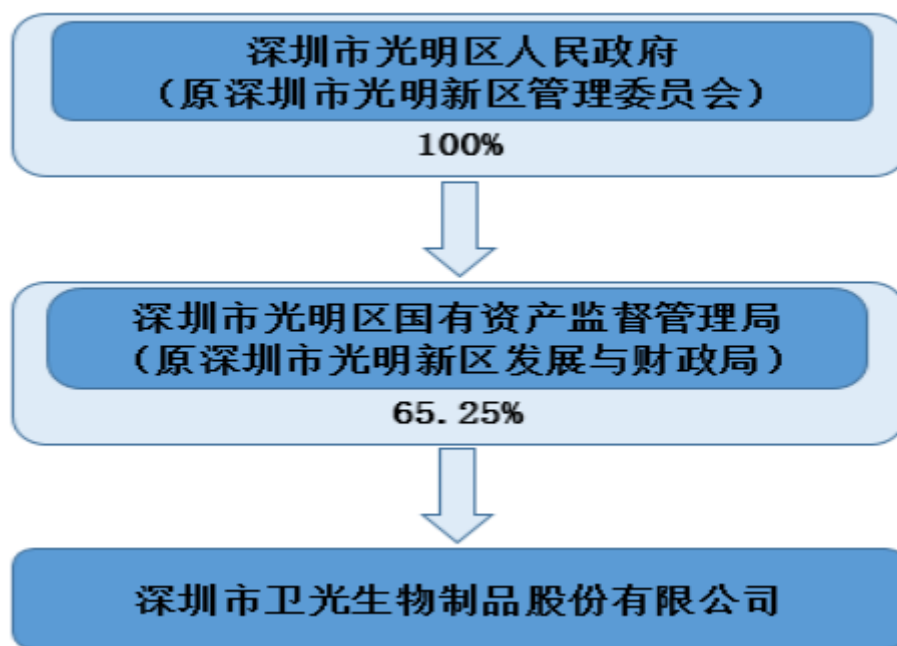 深圳市光明区人民政府
（原深圳市光明新区管理委员会）
100%
深圳市光明区国有资产监督管理局
（原深圳市光明新区发展与财政局）
65.25%
深圳市卫光生物制品股份有限公司